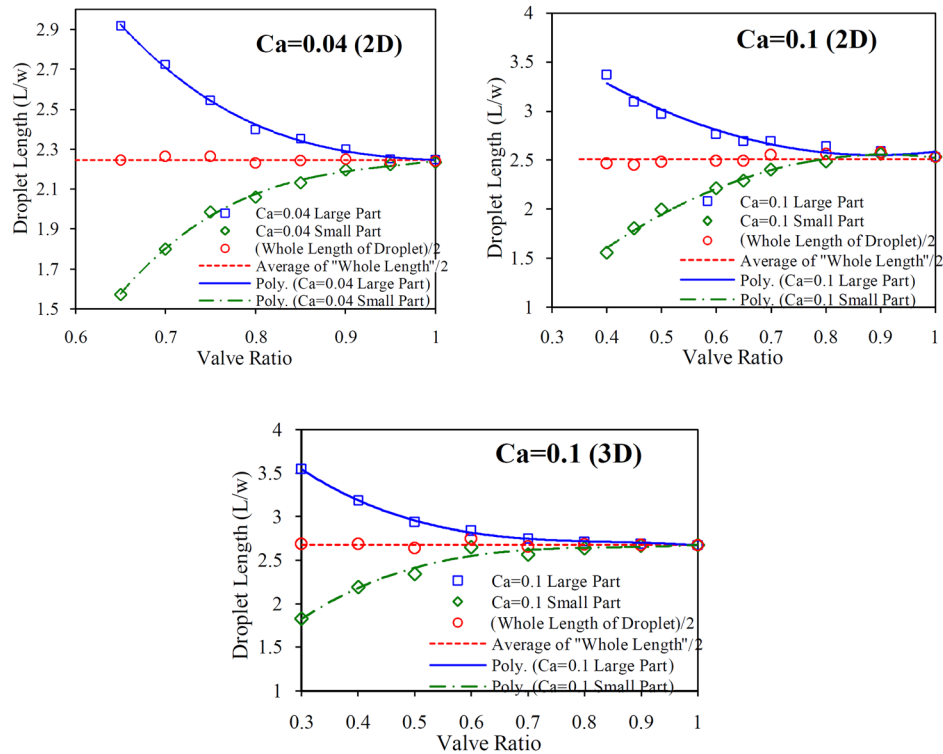 Ca=0.04 (2D)
Droplet Length (L/w)
2.9
2.7
2.5
2.3
2.1
1.9
1.7
1.5
Ca=0.04 Large Part
Ca=0.04 Small Part
(Whole Length of Droplet)/2
Average of "Whole Length"/2
Poly. (Ca=0.04 Large Part)
Poly. (Ca=0.04 Small Part)
0.6 0.7 0.8 0.9 1
Valve Ratio
Ca=0.1 (2D)
Droplet Length (L/w)
4
3.5
3
2.5
2
1.5
1
Ca=0.1 Large Part
Ca=0.1 Small Part
(Whole Length of Droplet)/2
Average of "Whole Length"/2
Poly. (Ca=0.1 Large Part)
Poly. (Ca=0.1 Small Part)
0.3 0.4 0.5 0.6 0.7 0.8 0.9 1
Valve Ratio
Ca=0.1 (3D)
Droplet Length (L/w)
4
3.5
3
2.5
2
1.5
1
Ca=0.1 Large Part
Ca=0.1 Small Part
(Whole Length of Droplet)/2
Average of "Whole Length"/2
Poly. (Ca=0.1 Large Part)
Poly. (Ca=0.1 Small Part)
0.3 0.4 0.5 0.6 0.7 0.8 0.9 1
Valve Ratio